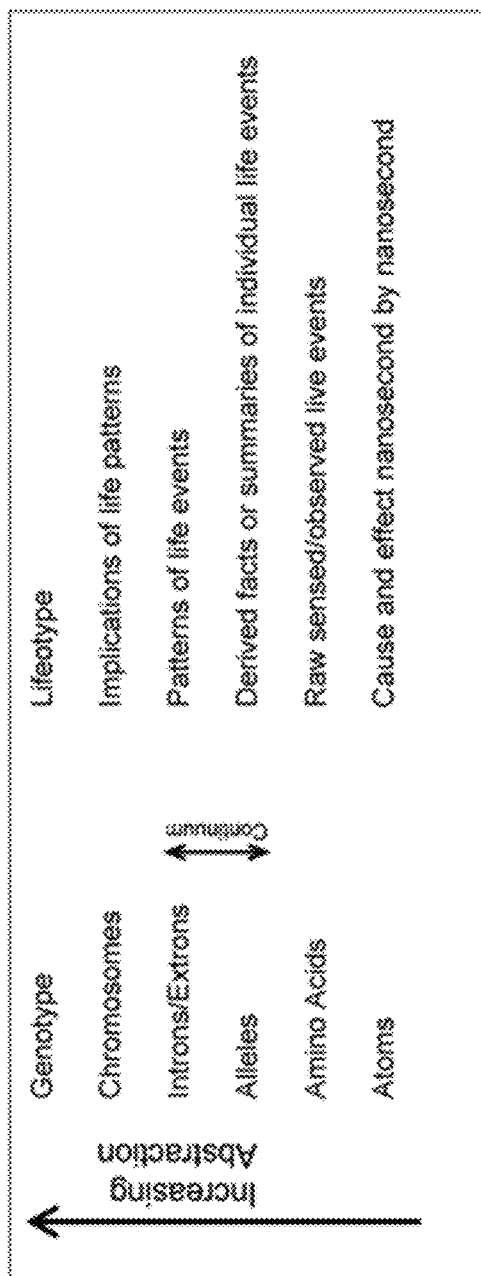 Genotype Lifeotype
Chromosomes Implications of life patterns
Introns/Extrons Patterns of life events
Alleles Derived facts or summaries of individual life events
Amino Acids Raw sensed/observed live events
Atoms Cause and effect nanosecond by nanosecond
Increasing
Abstraction
Continuum